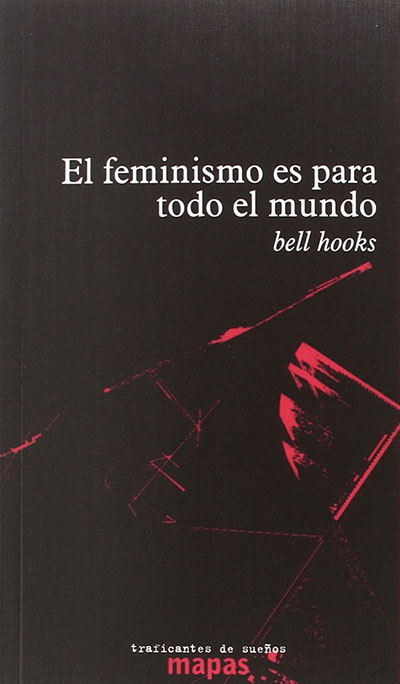 El feminismo es para
todo el mundo
bell hooks
traficantes de sueños
mapas